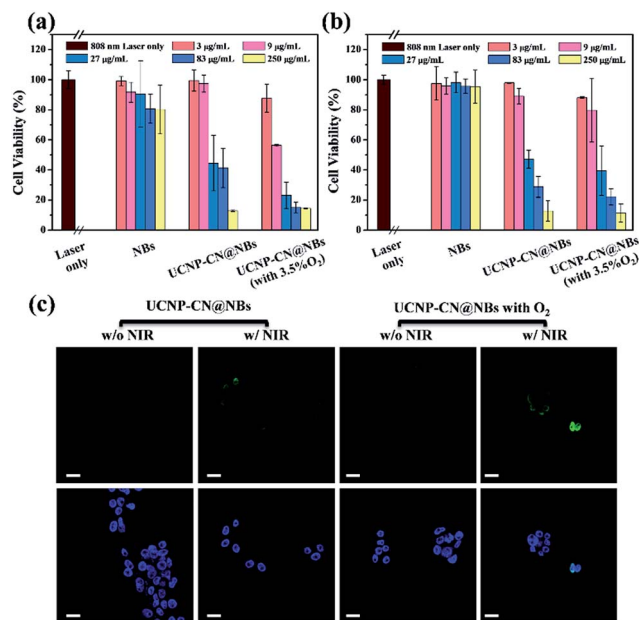 (a)
808 nm Laser only 3 μg/mL 9 μg/mL
27 μg/mL 83 μg/mL 250 μg/mL
Cell Viability (%)
120
100
80
60
40
20
0
Laser only
NBs
UCNP-CN@NBs
UCNP-CN@NBs
(with 3.5%O₂)
(b)
808 nm Laser only 3 μg/mL 9 μg/mL
27 μg/mL 83 μg/mL 250 μg/mL
Cell Viability (%)
120
100
80
60
40
20
0
Laser only
NBs
UCNP-CN@NBs
UCNP-CN@NBs
(with 3.5%O₂)
(c)
UCNP-CN@NBs UCNP-CN@NBs with O₂
w/o NIR w/ NIR w/o NIR w/ NIR